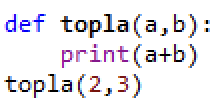 def topla(a,b):
    print(a+b)
topla(2,3)